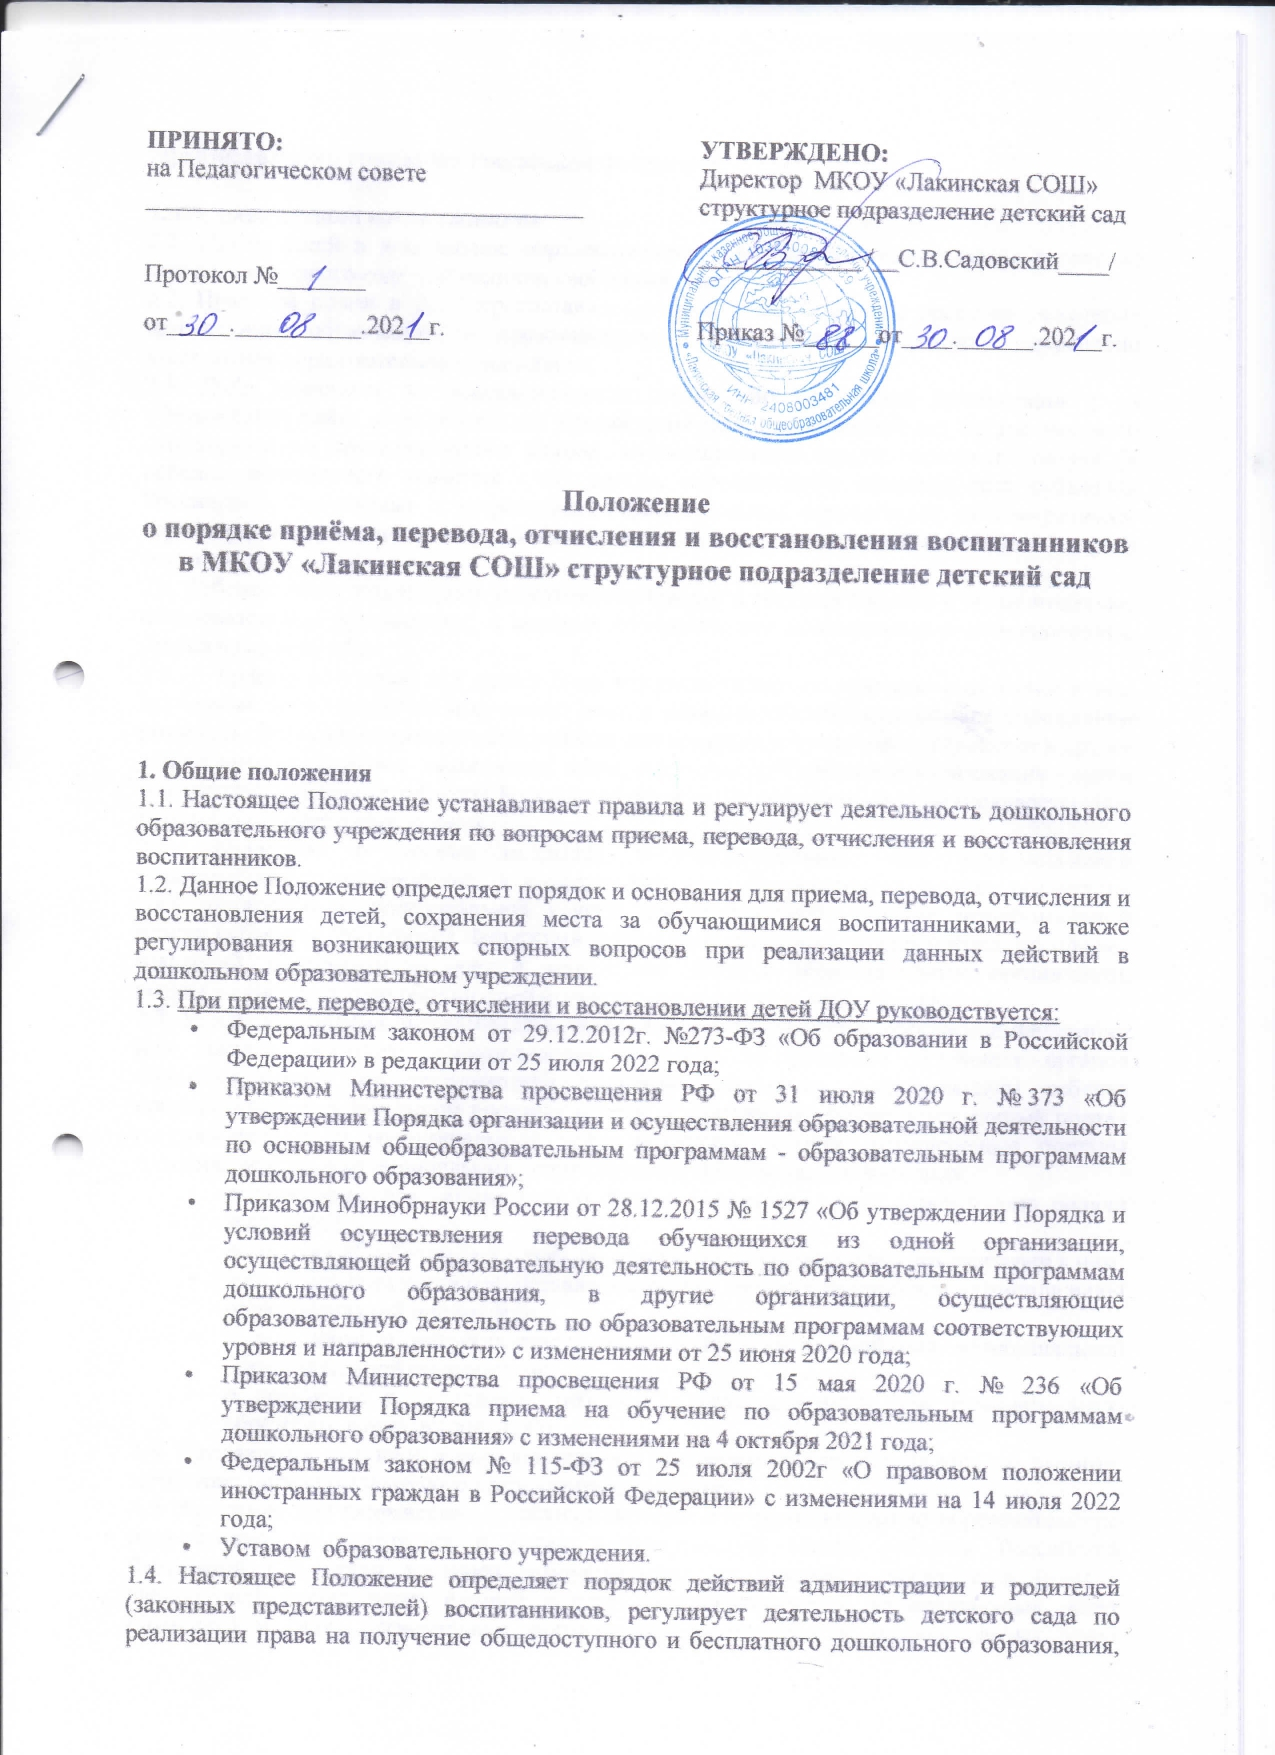 ПРИНЯТО:
на Педагогическом совете
Протокол № 1
от 30 . 08 .2021 г.
УТВЕРЖДЕНО:
Директор МКОУ «Лакинская СОШ»
структурное подразделение детский сад
/ С.В.Садовский /
Приказ № 88 от 30 . 08 .2021 г.
ИНН 2408003481
Положение
о порядке приёма, перевода, отчисления и восстановления воспитанников
в МКОУ «Лакинская СОШ» структурное подразделение детский сад
1. Общие положения
1.1. Настоящее Положение устанавливает правила и регулирует деятельность дошкольного
образовательного учреждения по вопросам приема, перевода, отчисления и восстановления
воспитанников.
1.2. Данное Положение определяет порядок и основания для приема, перевода, отчисления и
восстановления детей, сохранения места за обучающимися воспитанниками, а также
регулирования возникающих спорных вопросов при реализации данных действий в
дошкольном образовательном учреждении.
1.3. При приеме, переводе, отчислении и восстановлении детей ДОУ руководствуется:
• Федеральным законом от 29.12.2012г. №273-ФЗ «Об образовании в Российской
Федерации» в редакции от 25 июля 2022 года;
• Приказом Министерства просвещения РФ от 31 июля 2020 г. № 373 «Об
утверждении Порядка организации и осуществления образовательной деятельности
по основным общеобразовательным программам - образовательным программам
дошкольного образования»;
• Приказом Минобрнауки России от 28.12.2015 № 1527 «Об утверждении Порядка и
условий осуществления перевода обучающихся из одной организации,
осуществляющей образовательную деятельность по образовательным программам
дошкольного образования, в другие организации, осуществляющие
образовательную деятельность по образовательным программам соответствующих
уровня и направленности» с изменениями от 25 июня 2020 года;
• Приказом Министерства просвещения РФ от 15 мая 2020 г. № 236 «Об
утверждении Порядка приема на обучение по образовательным программам
дошкольного образования» с изменениями на 4 октября 2021 года;
• Федеральным законом № 115-ФЗ от 25 июля 2002г «О правовом положении
иностранных граждан в Российской Федерации» с изменениями на 14 июля 2022
года;
• Уставом образовательного учреждения.
1.4. Настоящее Положение определяет порядок действий администрации и родителей
(законных представителей) воспитанников, регулирует деятельность детского сада по
реализации права на получение общедоступного и бесплатного дошкольного образования,